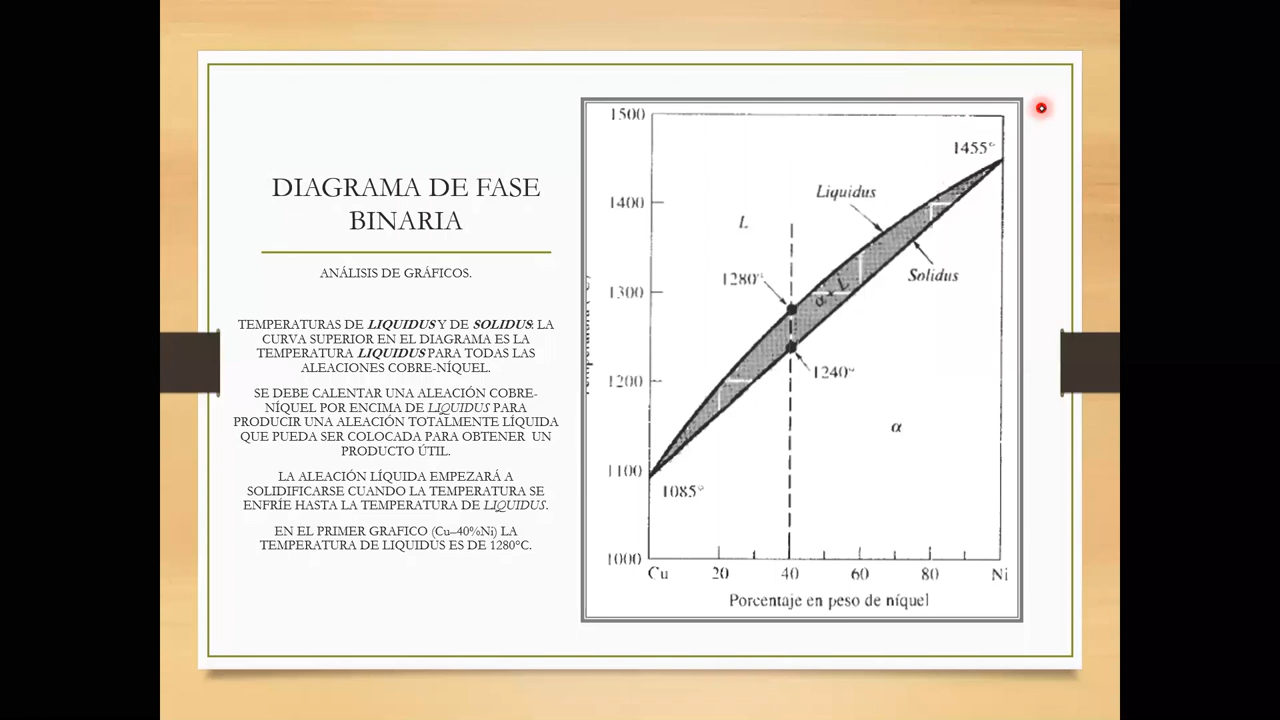 DIAGRAMA DE FASE
BINARIA
ANÁLISIS DE GRÁFICOS.
TEMPERATURAS DE LIQUIDUS Y DE SOLIDUS: LA
CURVA SUPERIOR EN EL DIAGRAMA ES LA
TEMPERATURA LIQUIDUS PARA TODAS LAS
ALEACIONES COBRE-NÍQUEL.
SE DEBE CALENTAR UNA ALEACIÓN COBRE-
NÍQUEL POR ENCIMA DE LIQUIDUS PARA
PRODUCIR UNA ALEACIÓN TOTALMENTE LÍQUIDA
QUE PUEDA SER COLOCADA PARA OBTENER UN
PRODUCTO ÚTIL.
LA ALEACIÓN LÍQUIDA EMPEZARÁ A
SOLIDIFICARSE CUANDO LA TEMPERATURA SE
ENFRÍE HASTA LA TEMPERATURA DE LIQUIDUS.
EN EL PRIMER GRAFICO (Cu–40%Ni) LA
TEMPERATURA DE LIQUIDUS ES DE 1280°C.
1500
1455°
Liquidus
1400
L
Solidus
1280°
1300
α + L
1240°
1200
α
1100
1085°
1000
Cu 20 40 60 80 Ni
Porcentaje en peso de níquel